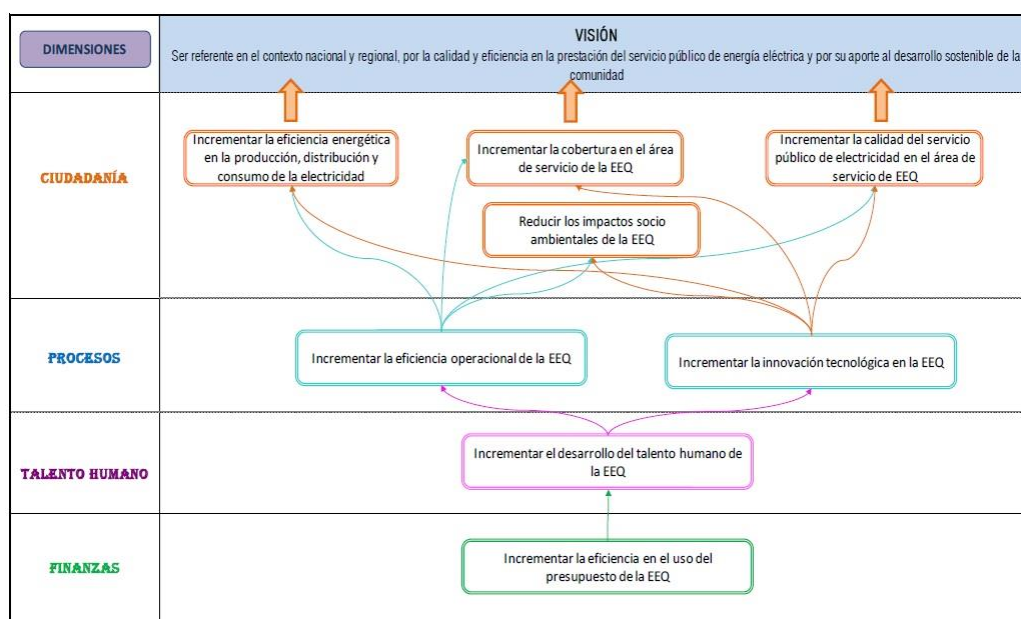 DIMENSIONES
VISIÓN
Ser referente en el contexto nacional y regional, por la calidad y eficiencia en la prestación del servicio público de energía eléctrica y por su aporte al desarrollo sostenible de la
comunidad
CIUDADANÍA
Incrementar la eficiencia energética
en la producción, distribución y
consumo de la electricidad
Incrementar la cobertura en el área
de servicio de la EEQ
Incrementar la calidad del servicio
público de electricidad en el área de
servicio de EEQ
Reducir los impactos socio
ambientales de la EEQ
PROCESOS
Incrementar la eficiencia operacional de la EEQ
Incrementar la innovación tecnológica en la EEQ
TALENTO HUMANO
Incrementar el desarrollo del talento humano de
la EEQ
FINANZAS
Incrementar la eficiencia en el uso del
presupuesto de la EEQ